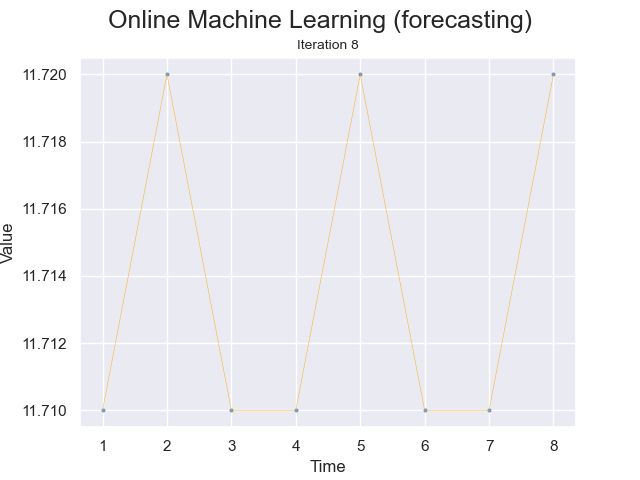 Online Machine Learning (forecasting)
Iteration 8
11.720
11.718
11.716
11.714
11.712
11.710
Value
1 2 3 4 5 6 7 8
Time